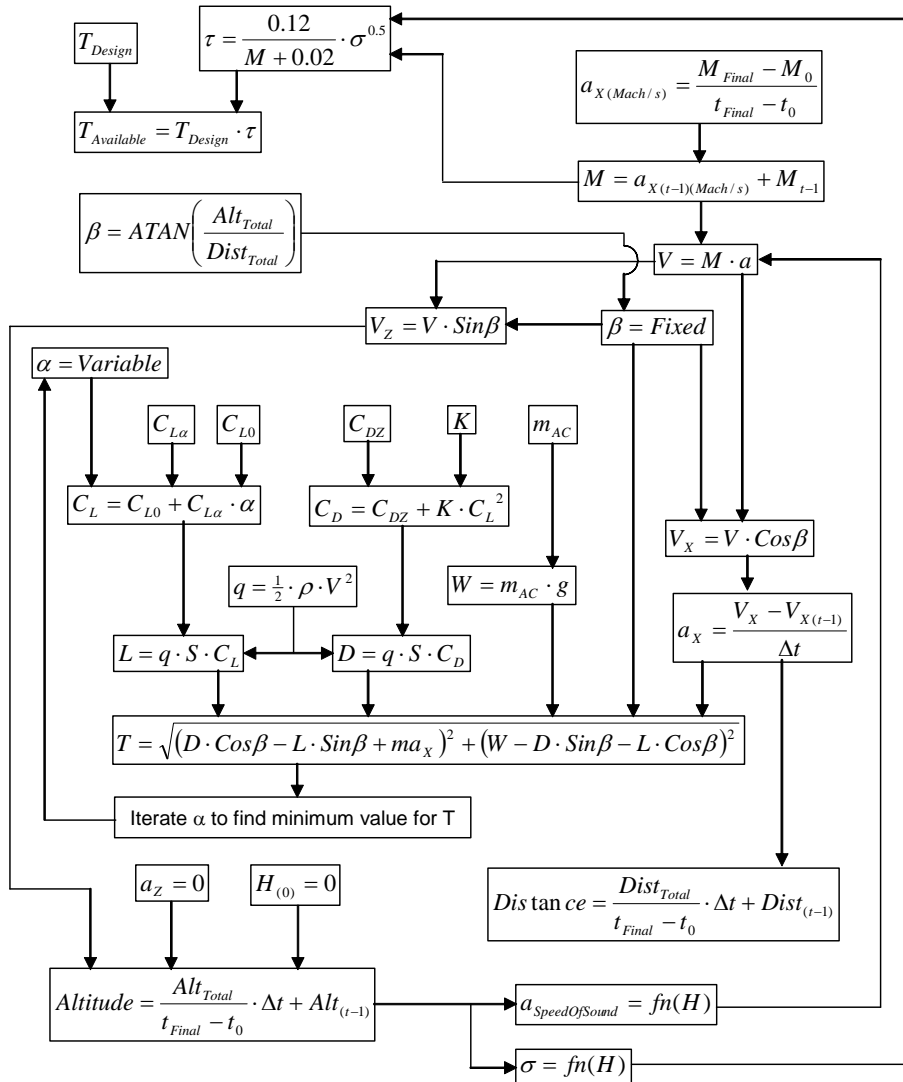 T_Design
τ = 0.12 / (M + 0.02) · σ^0.5
a_X(Mach/s) = (M_Final − M_0) / (t_Final − t_0)
T_Available = T_Design · τ
M = a_X(t−1)(Mach/s) + M_t−1
β = ATAN(Alt_Total / Dist_Total)
V = M · a
V_Z = V · Sinβ
β = Fixed
α = Variable
C_Lα
C_L0
C_DZ
K
m_AC
C_L = C_L0 + C_Lα · α
C_D = C_DZ + K · C_L^2
V_X = V · Cosβ
q = 1/2 · ρ · V^2
W = m_AC · g
a_X = (V_X − V_X(t−1)) / Δt
L = q · S · C_L
D = q · S · C_D
T = √((D · Cosβ − L · Sinβ + ma_X)^2 + (W − D · Sinβ − L · Cosβ)^2)
Iterate α to find minimum value for T
a_Z = 0
H_(0) = 0
Dis tan ce = Dist_Total / (t_Final − t_0) · Δt + Dist_(t−1)
Altitude = Alt_Total / (t_Final − t_0) · Δt + Alt_(t−1)
a_SpeedOfSound = fn(H)
σ = fn(H)